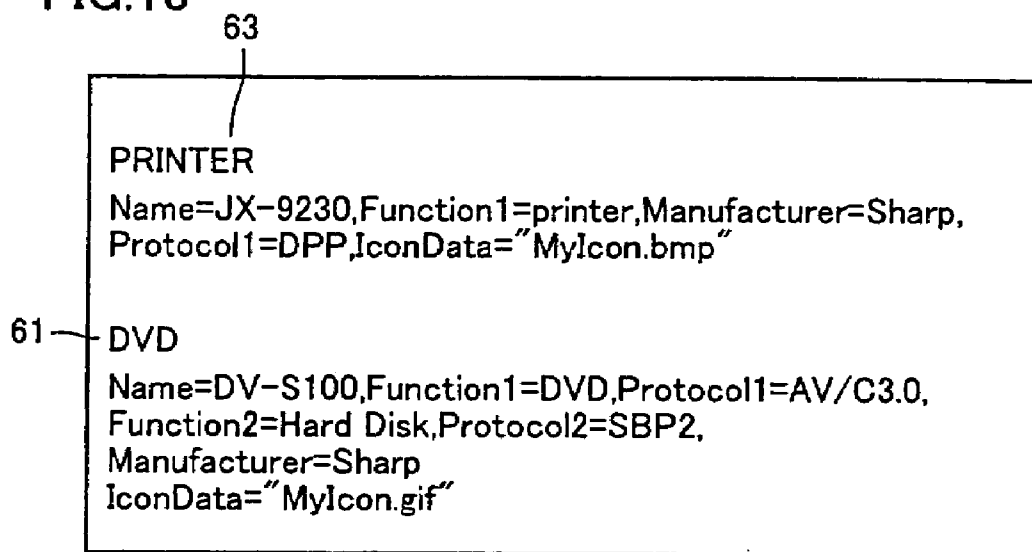 63
PRINTER
Name=JX-9230,Function1=printer,Manufacturer=Sharp,
Protocol1=DPP,IconData="MyIcon.bmp"
61 DVD
Name=DV-S100,Function1=DVD,Protocol1=AV/C3.0,
Function2=Hard Disk,Protocol2=SBP2,
Manufacturer=Sharp
IconData="MyIcon.gif"